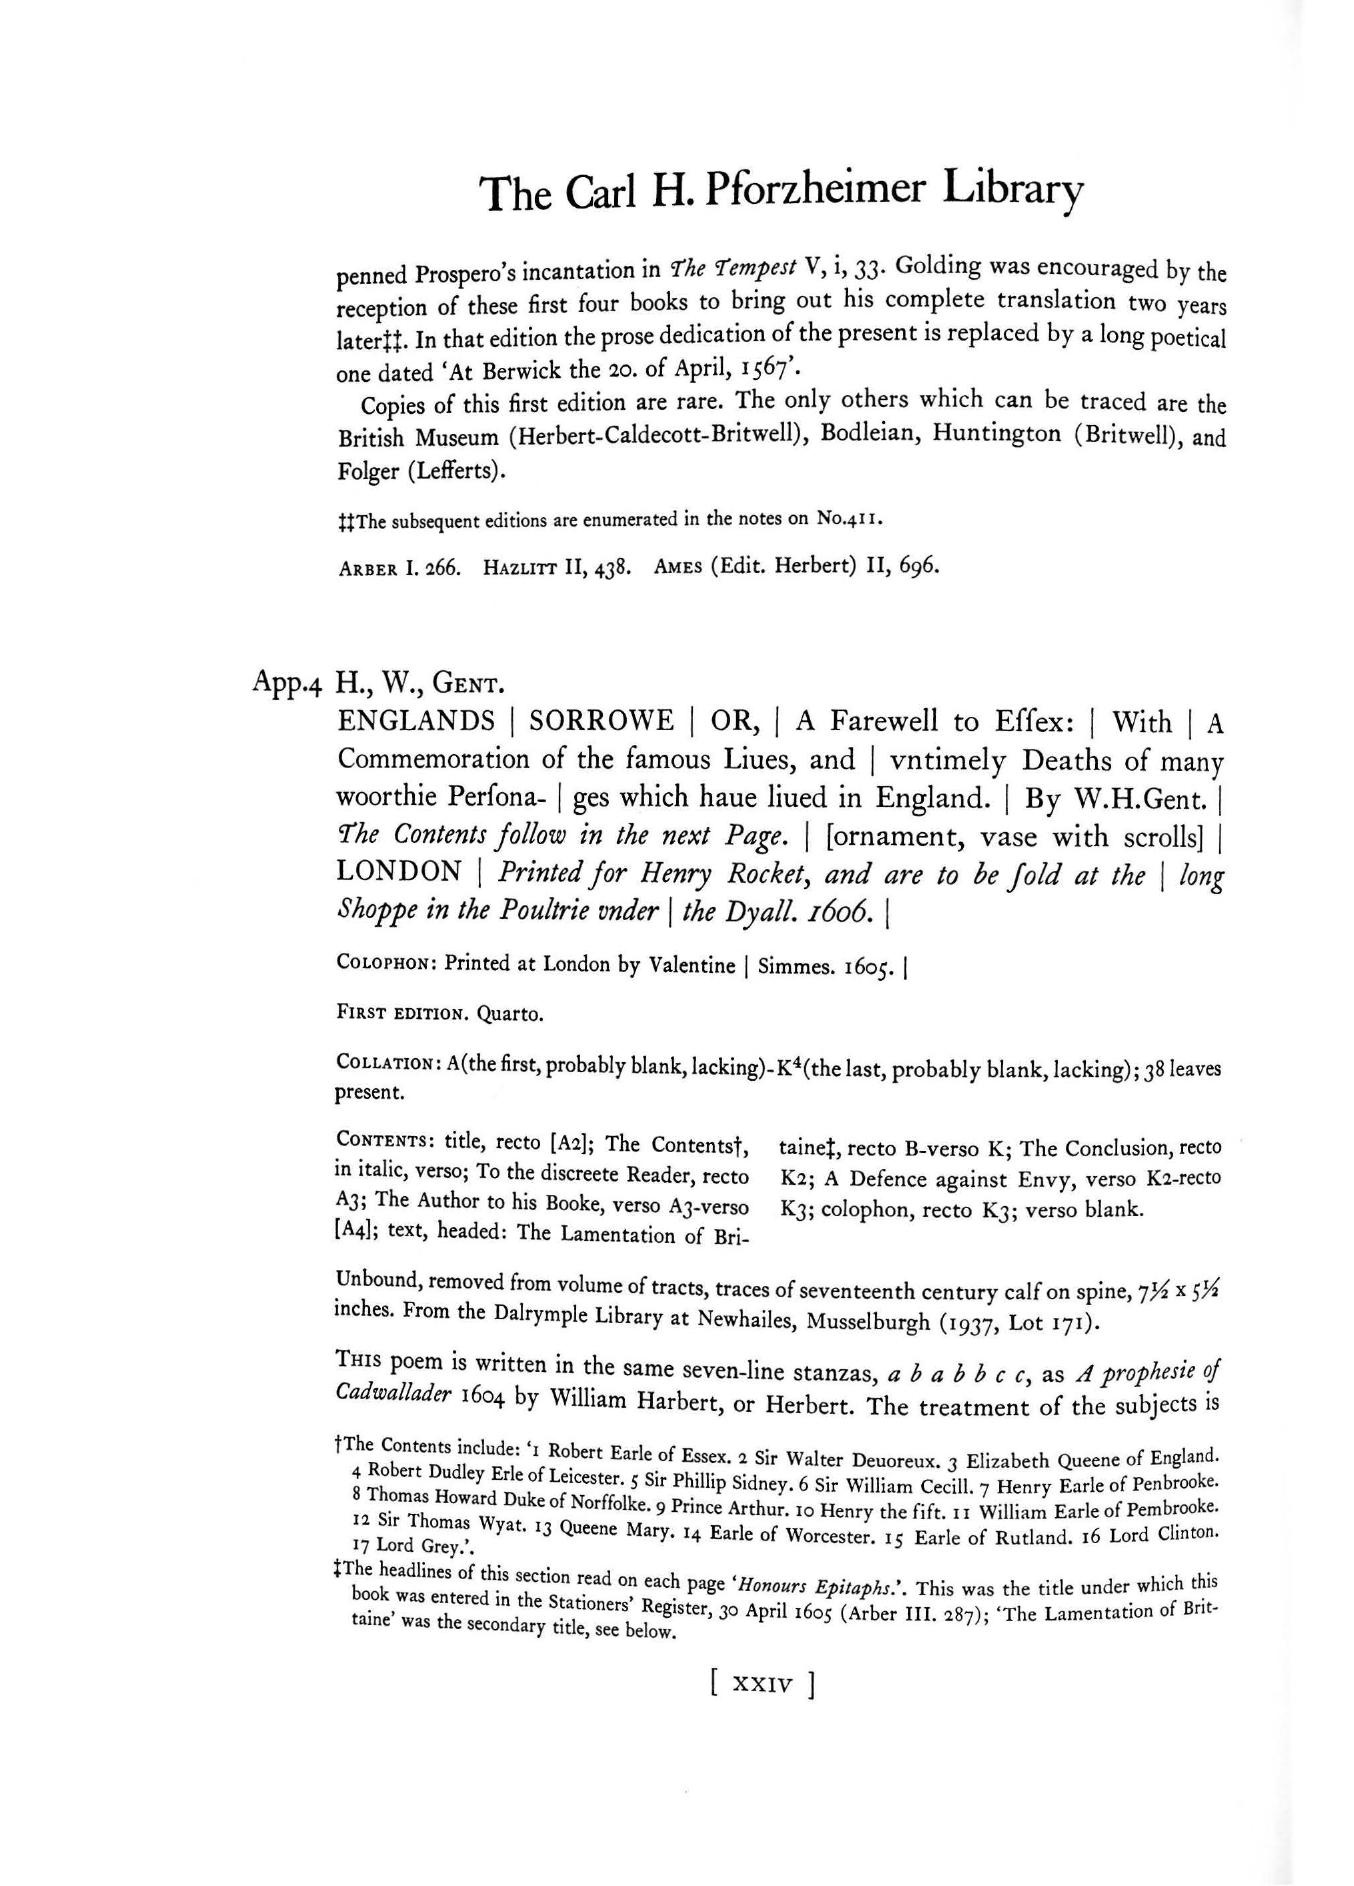 The Carl H. Pforzheimer Library
penned Prospero's incantation in The Tempest V, i, 33. Golding was encouraged by the
reception of these first four books to bring out his complete translation two years
later‡‡. In that edition the prose dedication of the present is replaced by a long poetical
one dated 'At Berwick the 20. of April, 1567'.
Copies of this first edition are rare. The only others which can be traced are the
British Museum (Herbert-Caldecott-Britwell), Bodleian, Huntington (Britwell), and
Folger (Lefferts).
‡‡The subsequent editions are enumerated in the notes on No.411.
ARBER I. 266. HAZLITT II, 438. AMES (Edit. Herbert) II, 696.
App.4 H., W., GENT.
ENGLANDS | SORROWE | OR, | A Farewell to Eſſex: | With | A
Commemoration of the famous Liues, and | vntimely Deaths of many
woorthie Perſona- | ges which haue liued in England. | By W.H.Gent. |
The Contents follow in the next Page. | [ornament, vase with scrolls] |
LONDON | Printed for Henry Rocket, and are to be ſold at the | long
Shoppe in the Poultrie vnder | the Dyall. 1606. |
COLOPHON: Printed at London by Valentine | Simmes. 1605. |
FIRST EDITION. Quarto.
COLLATION: A(the first, probably blank, lacking)-K⁴(the last, probably blank, lacking); 38 leaves
present.
CONTENTS: title, recto [A2]; The Contents†,
in italic, verso; To the discreete Reader, recto
A3; The Author to his Booke, verso A3-verso
[A4]; text, headed: The Lamentation of Bri-
taine‡, recto B-verso K; The Conclusion, recto
K2; A Defence against Envy, verso K2-recto
K3; colophon, recto K3; verso blank.
Unbound, removed from volume of tracts, traces of seventeenth century calf on spine, 7½ x 5½
inches. From the Dalrymple Library at Newhailes, Musselburgh (1937, Lot 171).
THIS poem is written in the same seven-line stanzas, a b a b b c c, as A prophesie of
Cadwallader 1604 by William Harbert, or Herbert. The treatment of the subjects is
†The Contents include: '1 Robert Earle of Essex. 2 Sir Walter Deuoreux. 3 Elizabeth Queene of England.
4 Robert Dudley Erle of Leicester. 5 Sir Phillip Sidney. 6 Sir William Cecill. 7 Henry Earle of Penbrooke.
8 Thomas Howard Duke of Norffolke. 9 Prince Arthur. 10 Henry the fift. 11 William Earle of Pembrooke.
12 Sir Thomas Wyat. 13 Queene Mary. 14 Earle of Worcester. 15 Earle of Rutland. 16 Lord Clinton.
17 Lord Grey.'.
‡The headlines of this section read on each page 'Honours Epitaphs.'. This was the title under which this
book was entered in the Stationers' Register, 30 April 1605 (Arber III. 287); 'The Lamentation of Brit-
taine' was the secondary title, see below.
[ XXIV ]